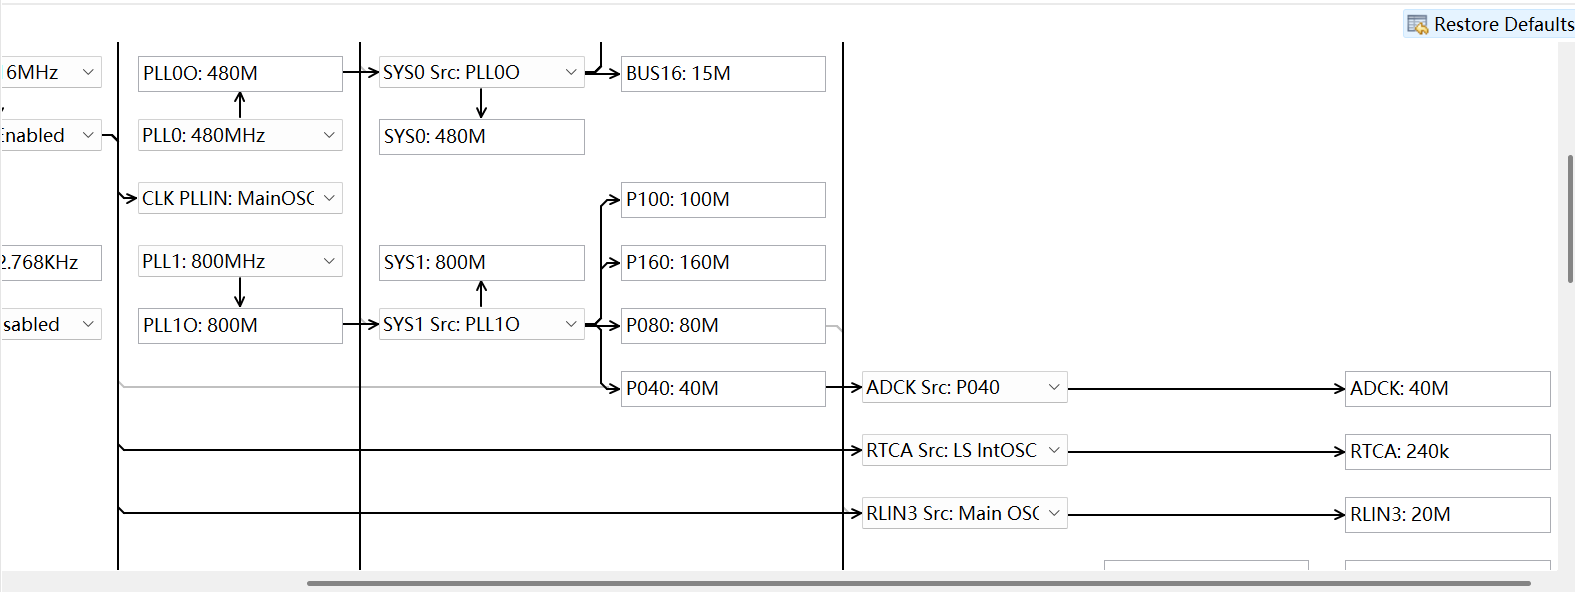 Restore Defaults
6MHz
PLL0O: 480M
SYS0 Src: PLL0O
BUS16: 15M
Enabled
PLL0: 480MHz
SYS0: 480M
CLK PLLIN: MainOSC
P100: 100M
2.768KHz
PLL1: 800MHz
SYS1: 800M
P160: 160M
sabled
PLL1O: 800M
SYS1 Src: PLL1O
P080: 80M
P040: 40M
ADCK Src: P040
ADCK: 40M
RTCA Src: LS IntOSC
RTCA: 240k
RLIN3 Src: Main OSC
RLIN3: 20M